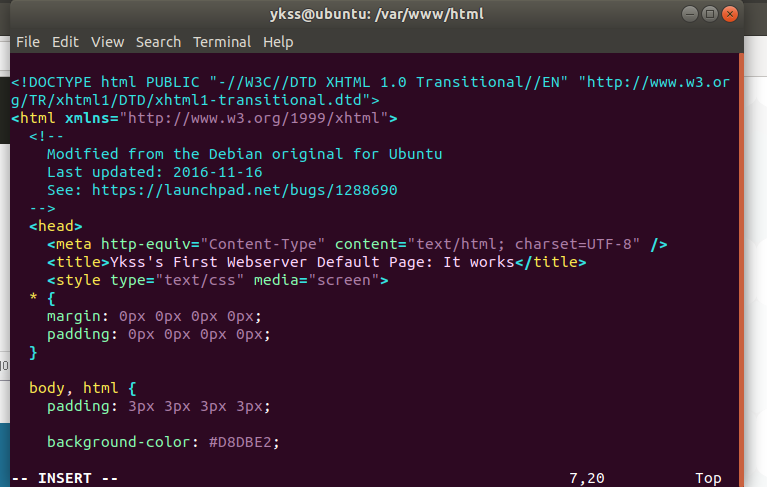 ykss@ubuntu: /var/www/html
File Edit View Search Terminal Help
<!DOCTYPE html PUBLIC "-//W3C//DTD XHTML 1.0 Transitional//EN" "http://www.w3.or
g/TR/xhtml1/DTD/xhtml1-transitional.dtd">
<html xmlns="http://www.w3.org/1999/xhtml">
  <!--
    Modified from the Debian original for Ubuntu
    Last updated: 2016-11-16
    See: https://launchpad.net/bugs/1288690
  -->
  <head>
    <meta http-equiv="Content-Type" content="text/html; charset=UTF-8" />
    <title>Ykss's First Webserver Default Page: It works</title>
    <style type="text/css" media="screen">
  * {
    margin: 0px 0px 0px 0px;
    padding: 0px 0px 0px 0px;
  }
  body, html {
    padding: 3px 3px 3px 3px;
    background-color: #D8DBE2;
-- INSERT -- 7,20 Top